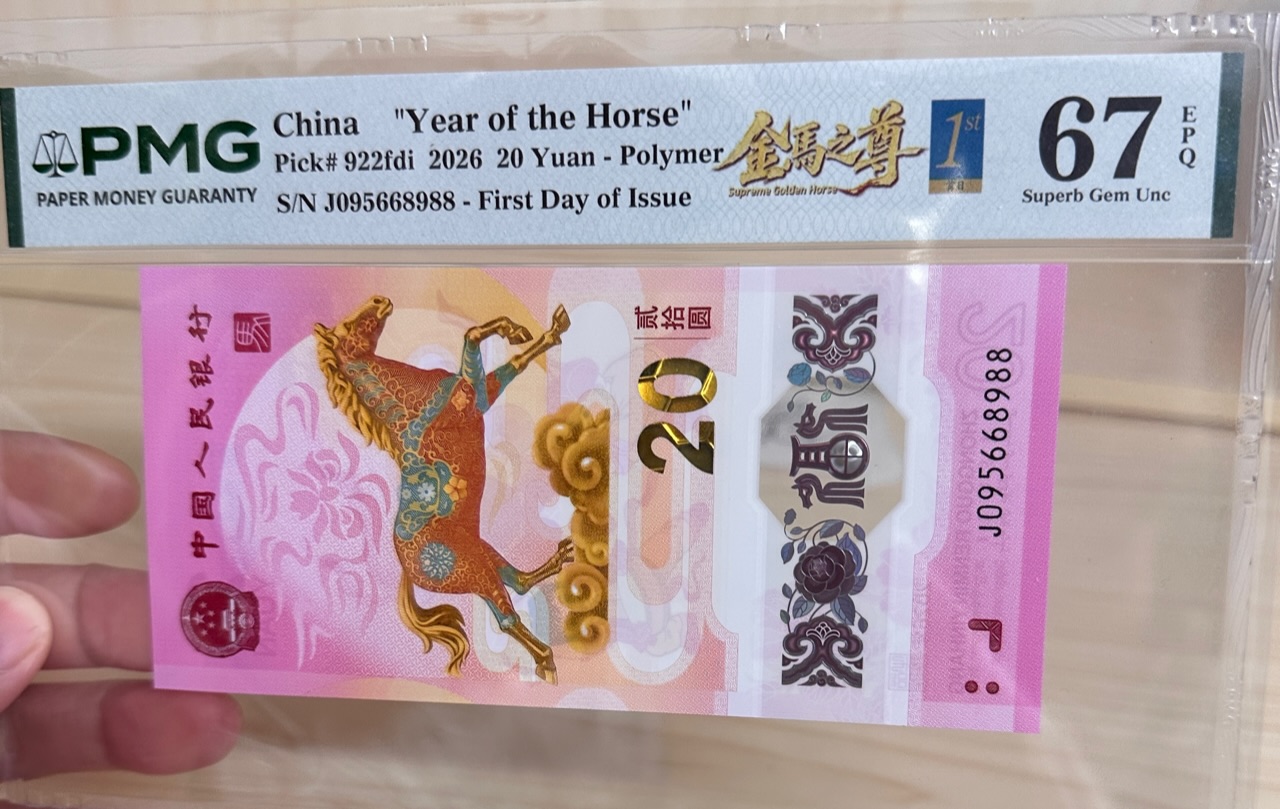 PMG
PAPER MONEY GUARANTY
China "Year of the Horse"
Pick# 922fdi 2026 20 Yuan - Polymer
S/N J095668988 - First Day of Issue
金馬之尊
Supreme Golden Horse
1st
67
EPQ
Superb Gem Unc
中国人民银行
贰拾圆
20
20
J095668988